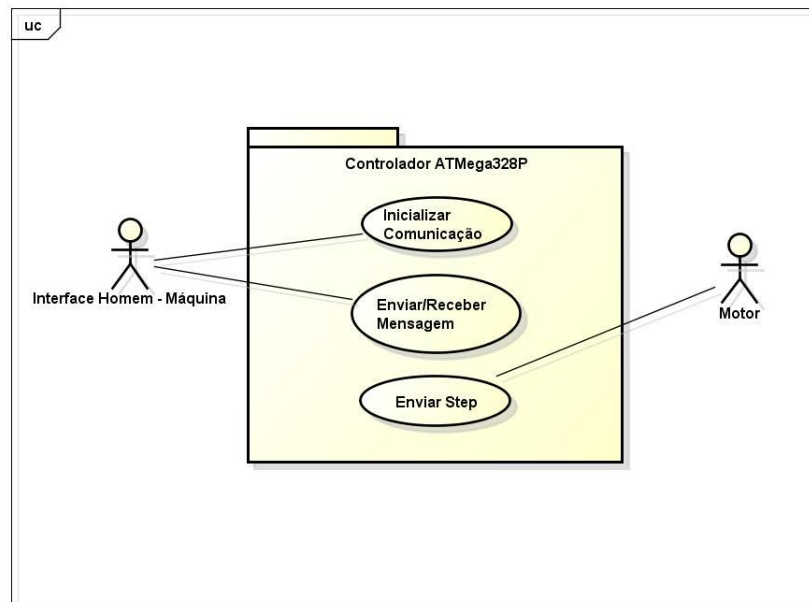 uc
Controlador ATMega328P
Inicializar
Comunicação
Interface Homem - Máquina
Enviar/Receber
Mensagem
Motor
Enviar Step